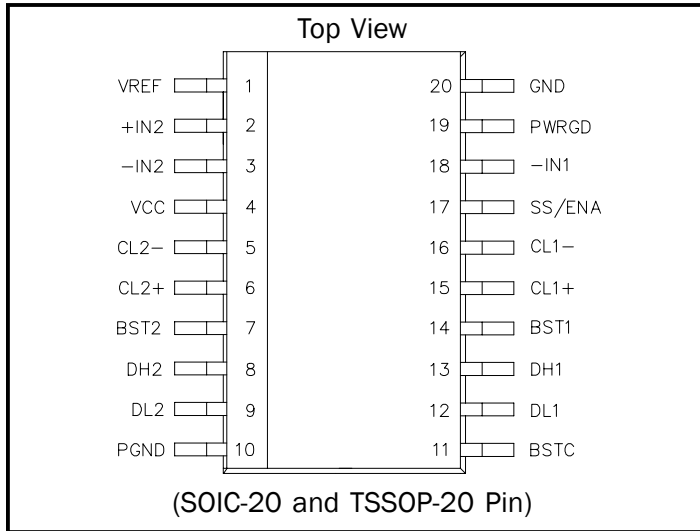 Top View
VREF 1 20 GND
+IN2 2 19 PWRGD
−IN2 3 18 −IN1
VCC 4 17 SS/ENA
CL2− 5 16 CL1−
CL2+ 6 15 CL1+
BST2 7 14 BST1
DH2 8 13 DH1
DL2 9 12 DL1
PGND 10 11 BSTC
(SOIC-20 and TSSOP-20 Pin)